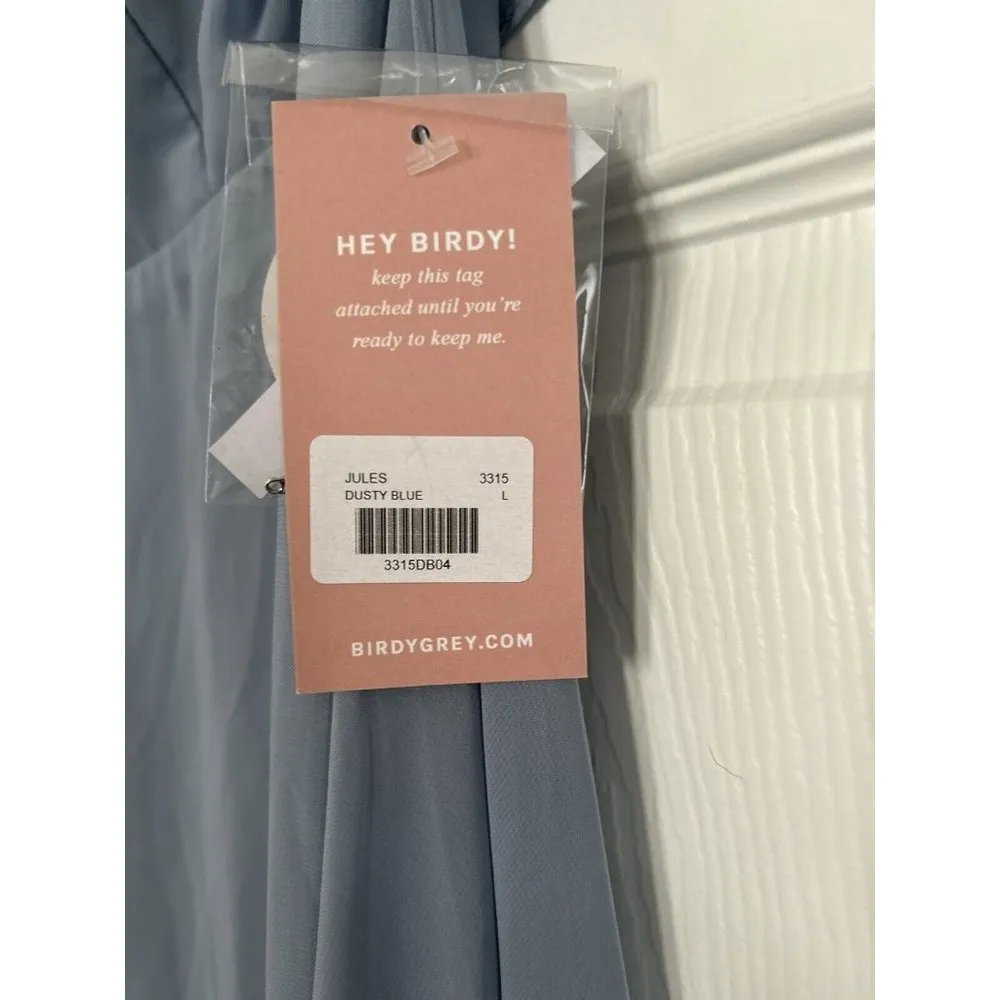 HEY BIRDY!
keep this tag
attached until you're
ready to keep me.
JULES 3315
DUSTY BLUE L
3315DB04
BIRDYGREY.COM